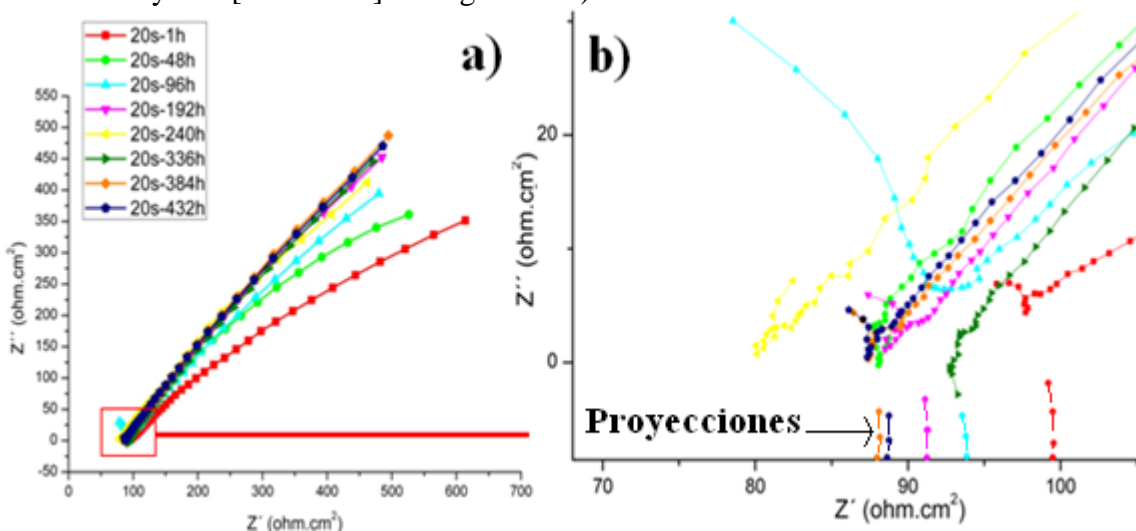 a)
20s-1h
20s-48h
20s-96h
20s-192h
20s-240h
20s-336h
20s-384h
20s-432h
550
500
450
400
350
300
250
200
150
100
50
0
-50
0 100 200 300 400 500 600 700
Z´´ (ohm.cm²)
Z´ (ohm.cm²)
b)
20
0
Z´´ (ohm.cm²)
Proyecciones
70 80 90 100
Z´ (ohm.cm²)